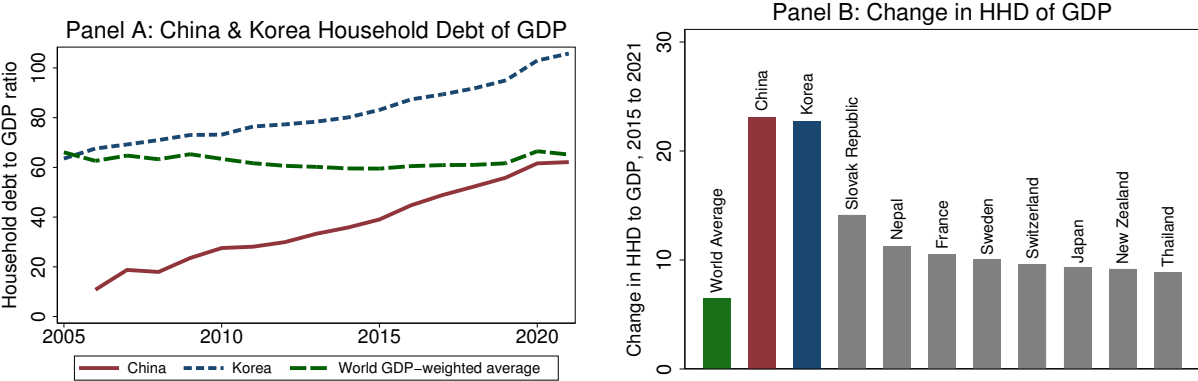 Panel A: China & Korea Household Debt of GDP
Household debt to GDP ratio
100
80
60
40
20
0
2005
2010
2015
2020
China
Korea
World GDP−weighted average
Panel B: Change in HHD of GDP
Change in HHD to GDP, 2015 to 2021
30
20
10
0
World Average
China
Korea
Slovak Republic
Nepal
France
Sweden
Switzerland
Japan
New Zealand
Thailand